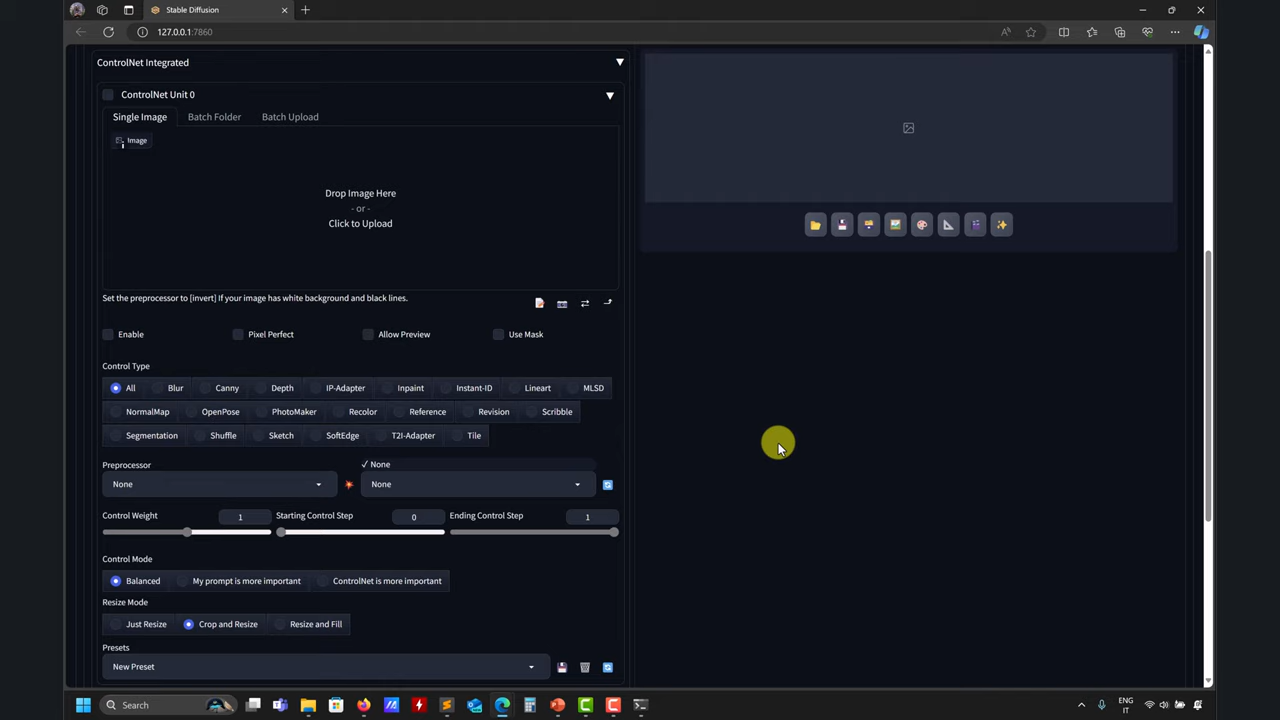 Stable Diffusion
127.0.0.1:7860
ControlNet Integrated
ControlNet Unit 0
Single Image Batch Folder Batch Upload
Image
Drop Image Here
- or -
Click to Upload
Set the preprocessor to [invert] If your image has white background and black lines.
Enable Pixel Perfect Allow Preview Use Mask
Control Type
All Blur Canny Depth IP-Adapter Inpaint Instant-ID Lineart MLSD
NormalMap OpenPose PhotoMaker Recolor Reference Revision Scribble
Segmentation Shuffle Sketch SoftEdge T2I-Adapter Tile
Preprocessor ✓ None
None None
Control Weight 1 Starting Control Step 0 Ending Control Step 1
Control Mode
Balanced My prompt is more important ControlNet is more important
Resize Mode
Just Resize Crop and Resize Resize and Fill
Presets
New Preset
Search ENG
IT